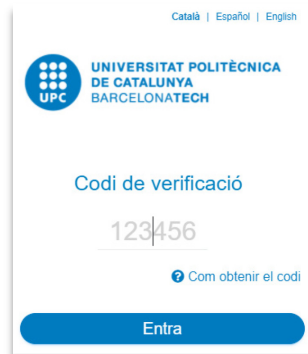 Català | Español | English
UNIVERSITAT POLITÈCNICA
DE CATALUNYA
BARCELONATECH
UPC
Codi de verificació
123456
Com obtenir el codi
Entra